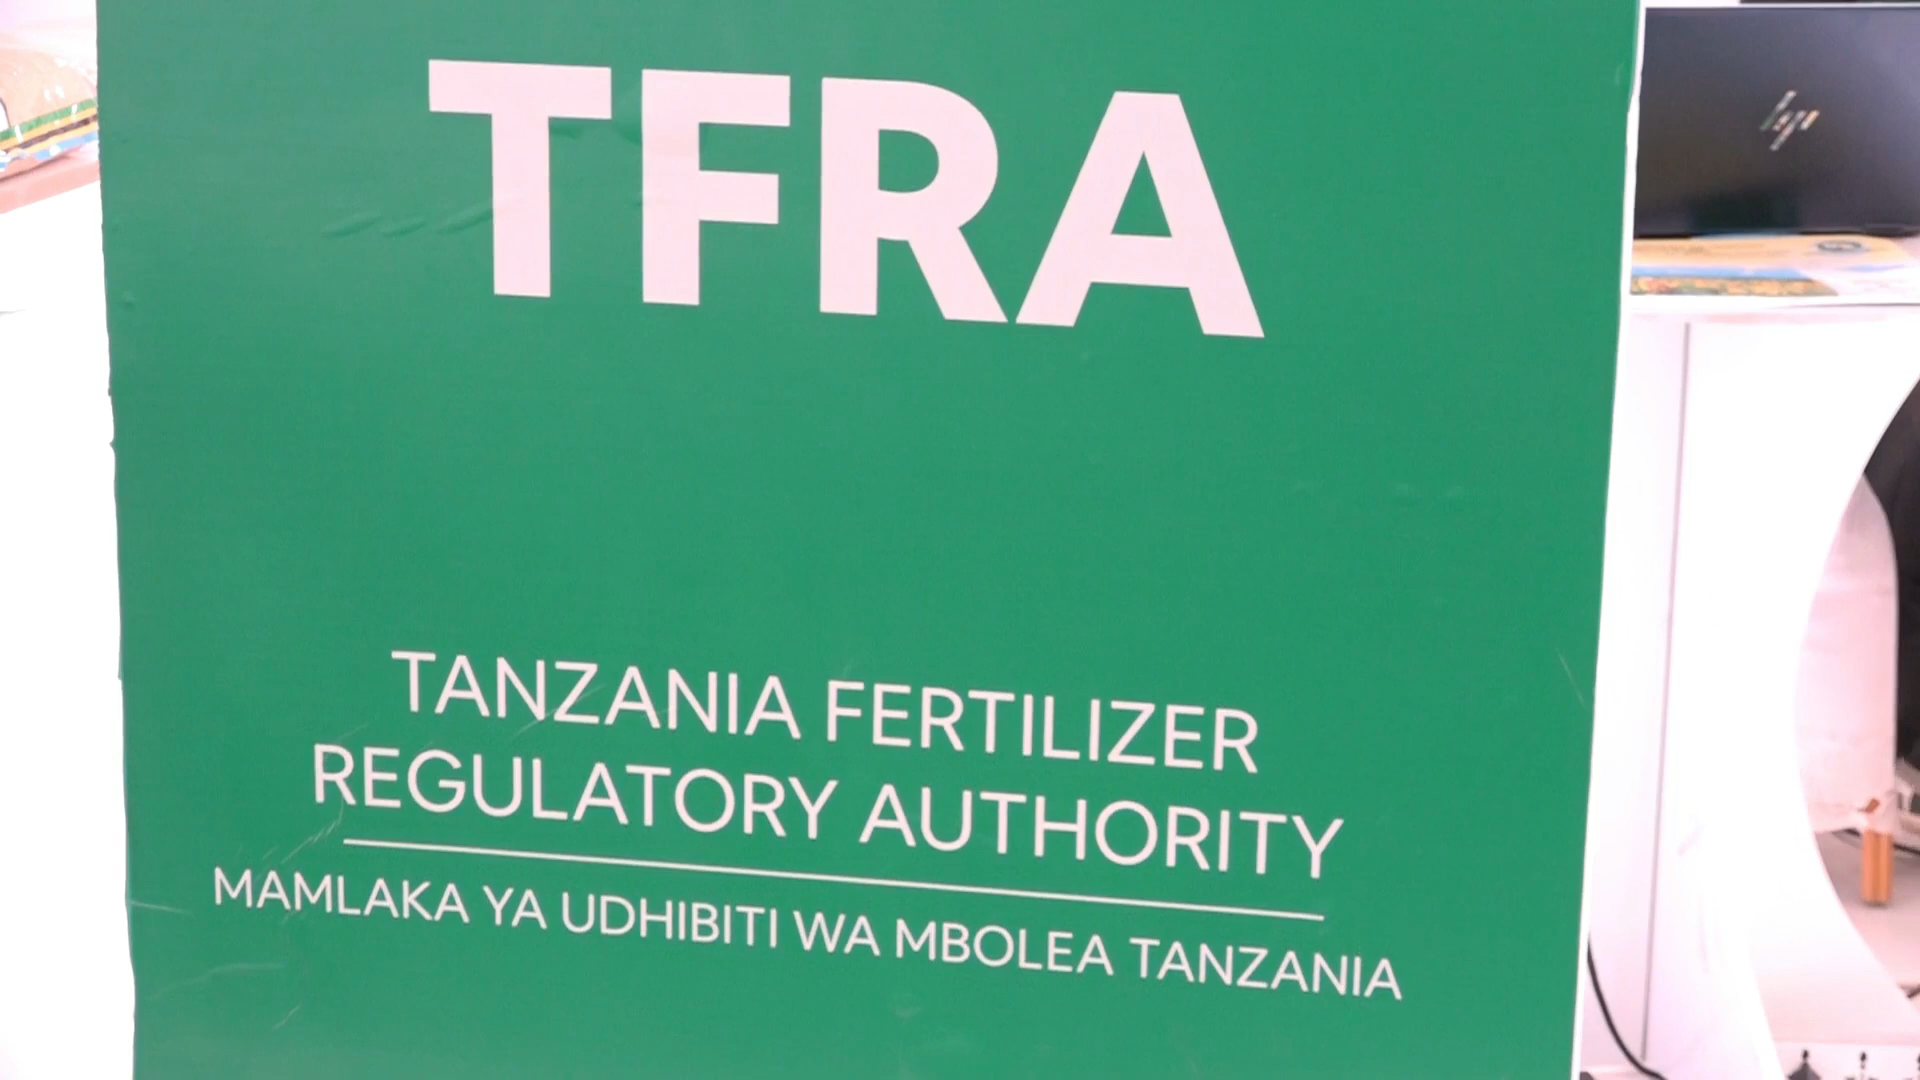 TFRA
TANZANIA FERTILIZER
REGULATORY AUTHORITY
MAMLAKA YA UDHIBITI WA MBOLEA TANZANIA